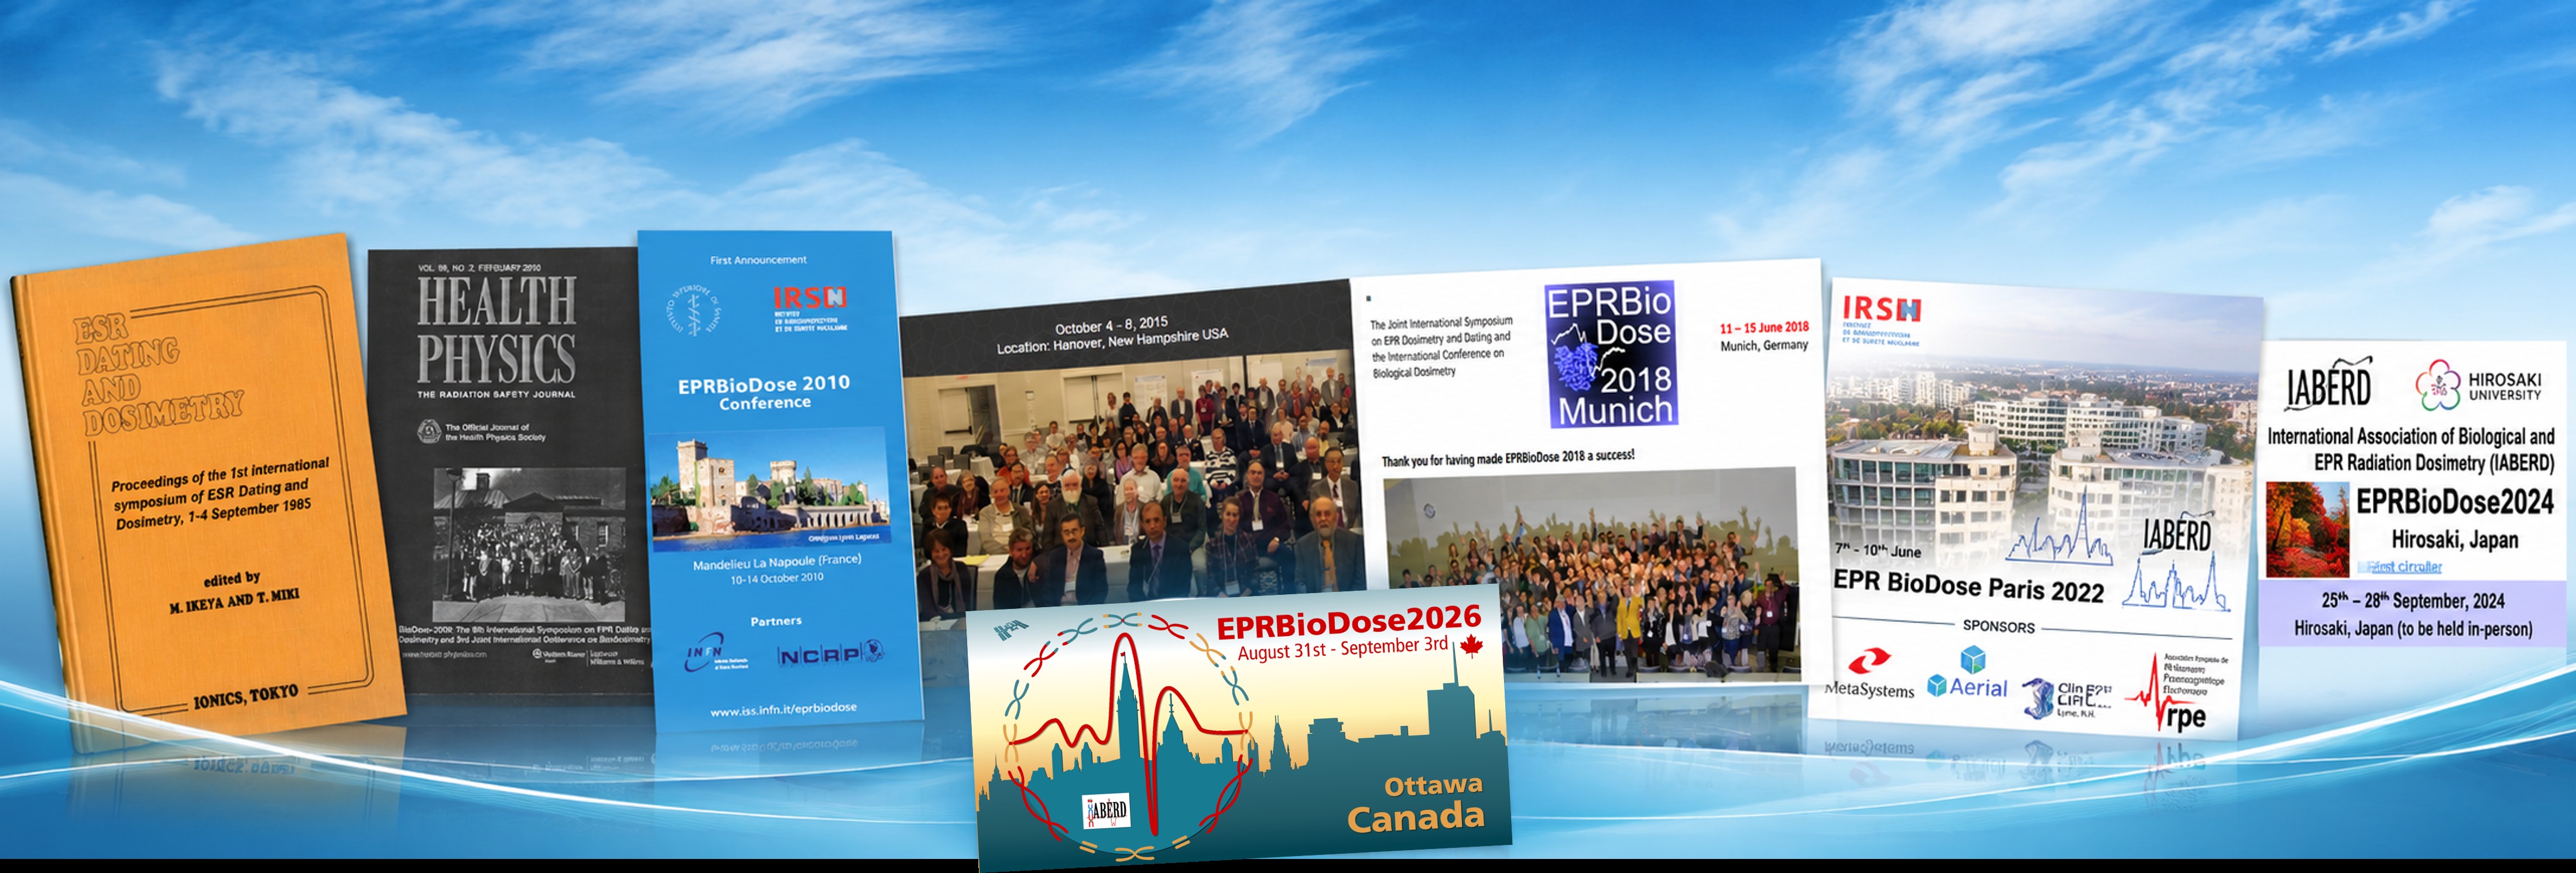 ESR
DATING
AND
DOSIMETRY
Proceedings of the 1st international
symposium of ESR Dating and
Dosimetry, 1-4 September 1985
edited by
M. IKEYA AND T. MIKI
IONICS, TOKYO
HEALTH
PHYSICS
THE RADIATION SAFETY JOURNAL
The Official Journal of
the Health Physics Society
First Announcement
IRSN
EPRBioDose 2010
Conference
Mandelieu La Napoule (France)
10-14 October 2010
Partners
INFN
NCRP
www.iss.infn.it/eprbiodose
October 4 - 8, 2015
Location: Hanover, New Hampshire USA
The Joint International Symposium
on EPR Dosimetry and Dating and
the International Conference on
Biological Dosimetry
EPRBio
Dose
2018
Munich
11 – 15 June 2018
Munich, Germany
Thank you for having made EPRBioDose 2018 a success!
IRSN
7th - 10th June
IABERD
EPR BioDose Paris 2022
SPONSORS
MetaSystems
Aerial
rpe
IABERD
HIROSAKI
UNIVERSITY
International Association of Biological and
EPR Radiation Dosimetry (IABERD)
EPRBioDose2024
Hirosaki, Japan
25th – 28th September, 2024
Hirosaki, Japan (to be held in-person)
EPRBioDose2026
August 31st - September 3rd
IABERD
Ottawa
Canada